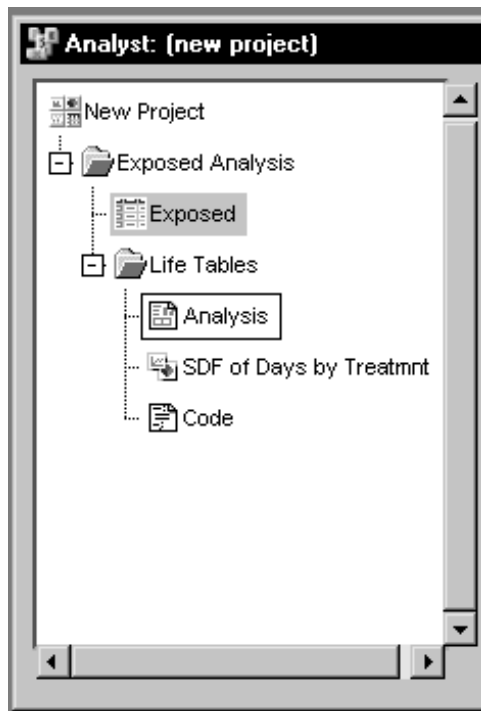 Analyst: (new project)
New Project
Exposed Analysis
Exposed
Life Tables
Analysis
SDF of Days by Treatmnt
Code